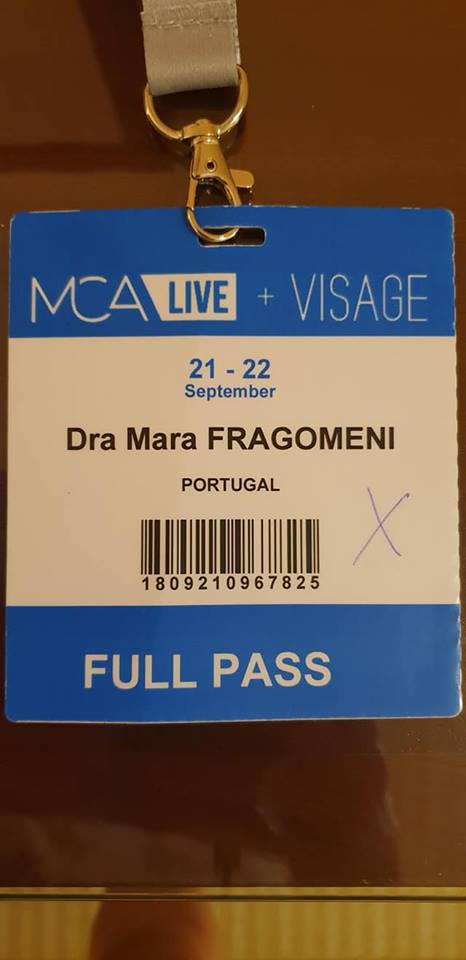 MCA LIVE + VISAGE
21 - 22
September
Dra Mara FRAGOMENI
PORTUGAL
X
1809210967825
FULL PASS